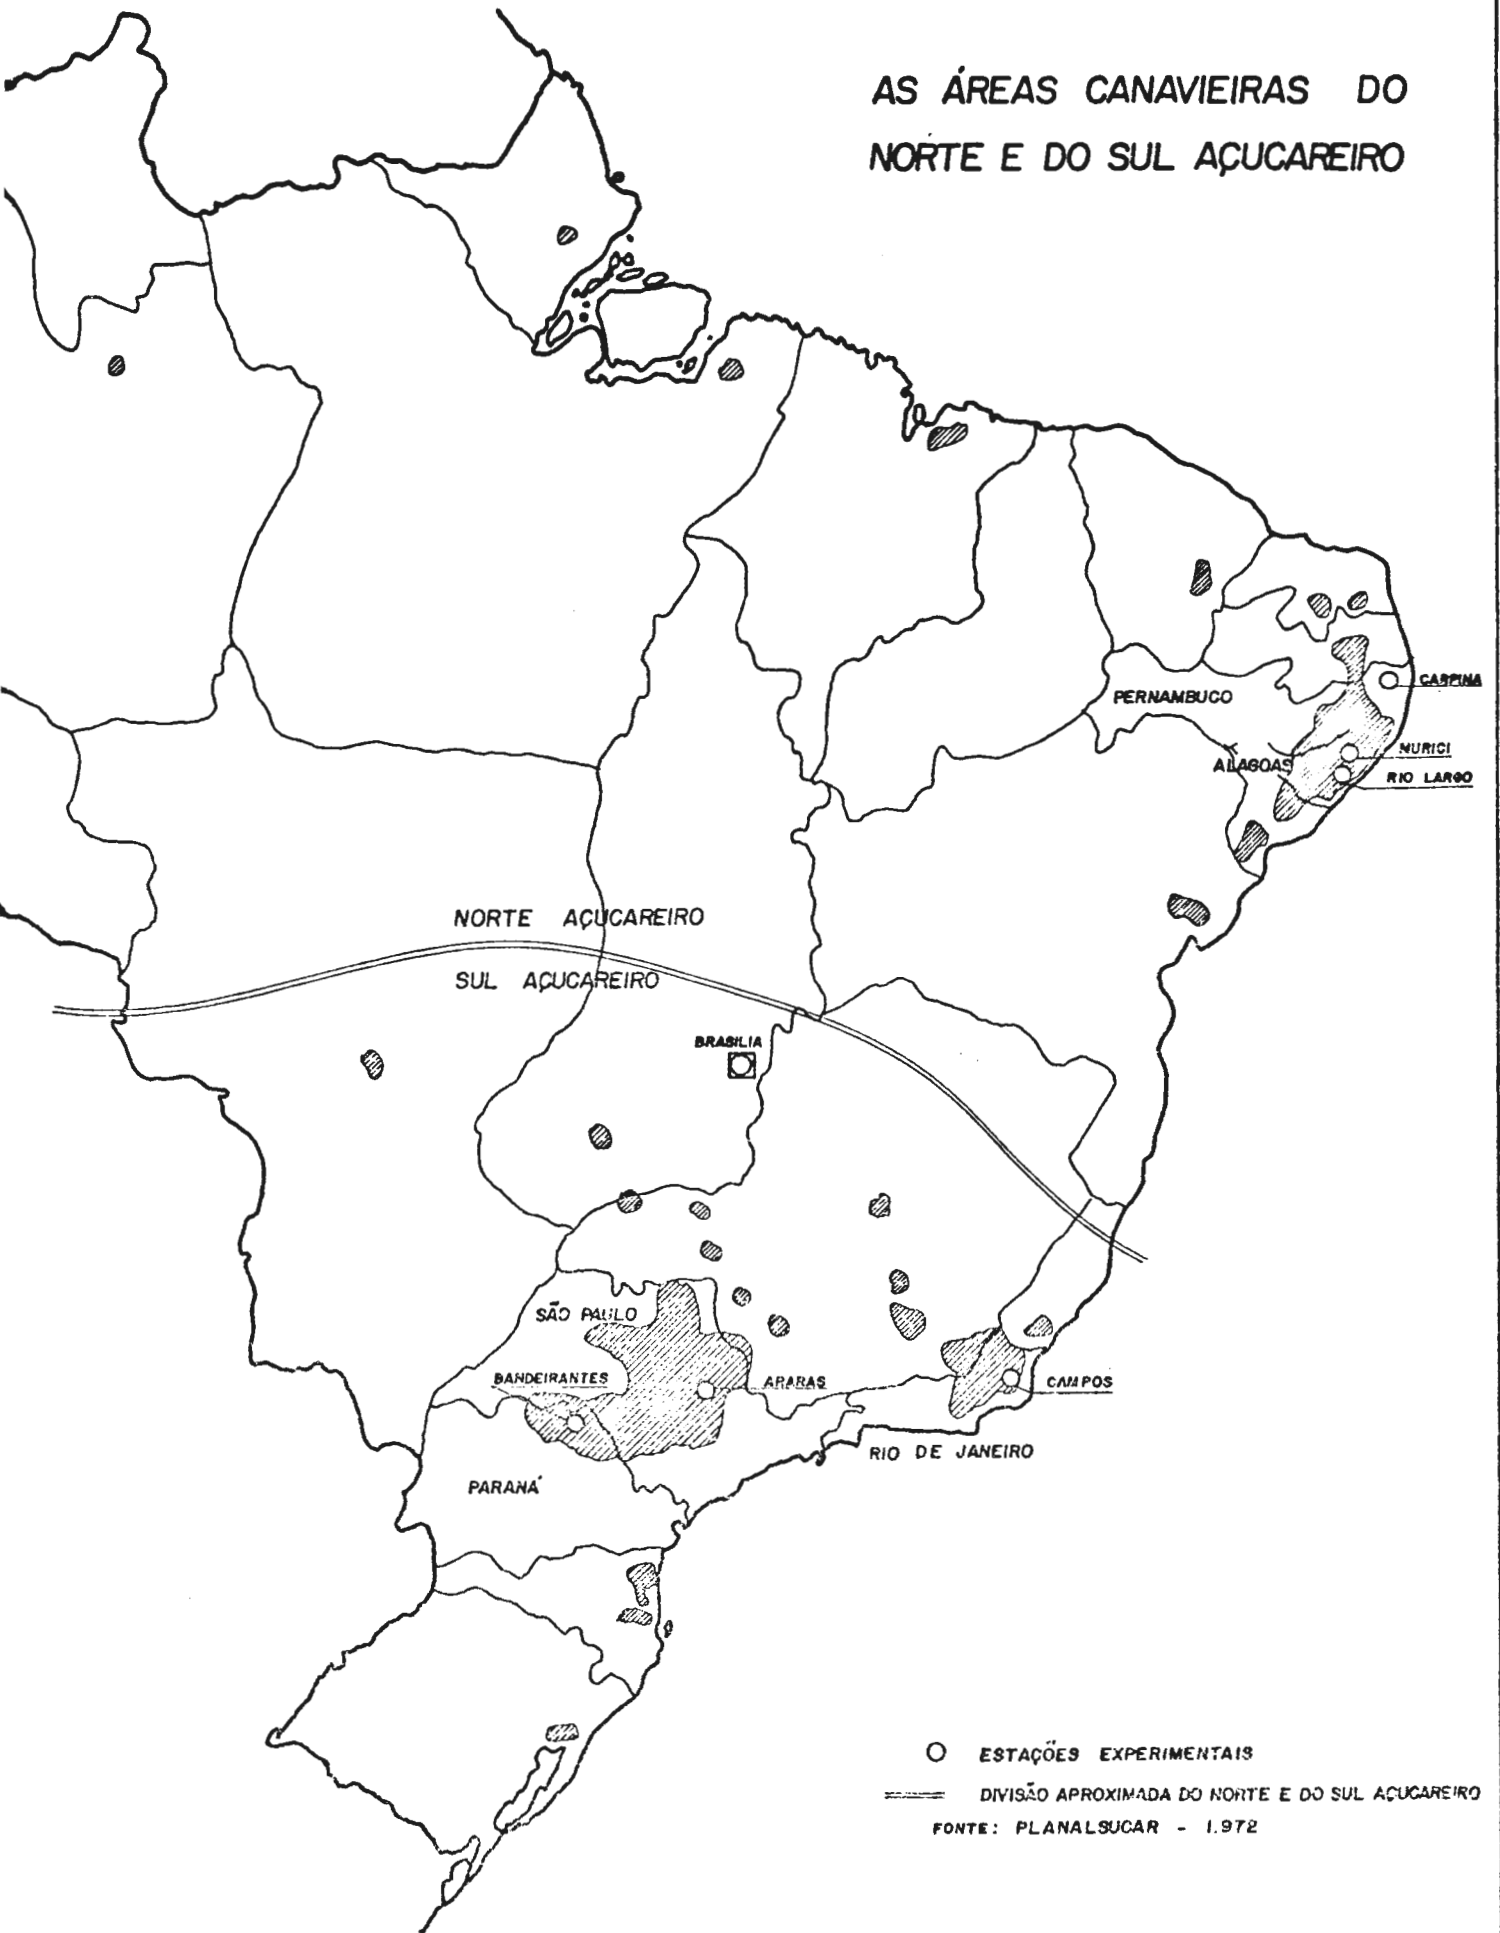 AS ÁREAS CANAVIEIRAS DO
NORTE E DO SUL AÇUCAREIRO
CARPINA
PERNAMBUCO
MURICI
ALAGOAS
RIO LARGO
NORTE AÇUCAREIRO
SUL AÇUCAREIRO
BRASILIA
SÃO PAULO
BANDEIRANTES
ARARAS
CAMPOS
RIO DE JANEIRO
PARANÁ
ESTAÇÕES EXPERIMENTAIS
DIVISÃO APROXIMADA DO NORTE E DO SUL AÇUCAREIRO
FONTE: PLANALSUCAR - 1.972